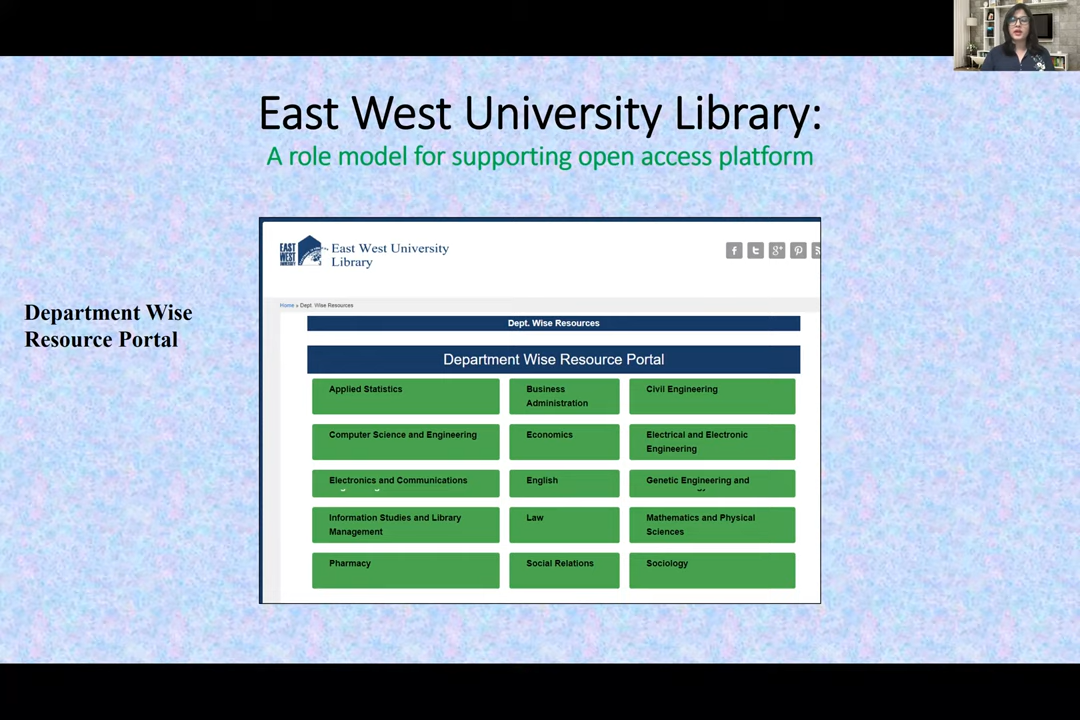 East West University Library:
A role model for supporting open access platform
Department Wise
Resource Portal
EAST
WEST
UNIVERSITY
East West University
Library
Home » Dept. Wise Resources
Dept. Wise Resources
Department Wise Resource Portal
Applied Statistics
Business
Administration
Civil Engineering
Computer Science and Engineering
Economics
Electrical and Electronic
Engineering
Electronics and Communications
English
Genetic Engineering and
Information Studies and Library
Management
Law
Mathematics and Physical
Sciences
Pharmacy
Social Relations
Sociology